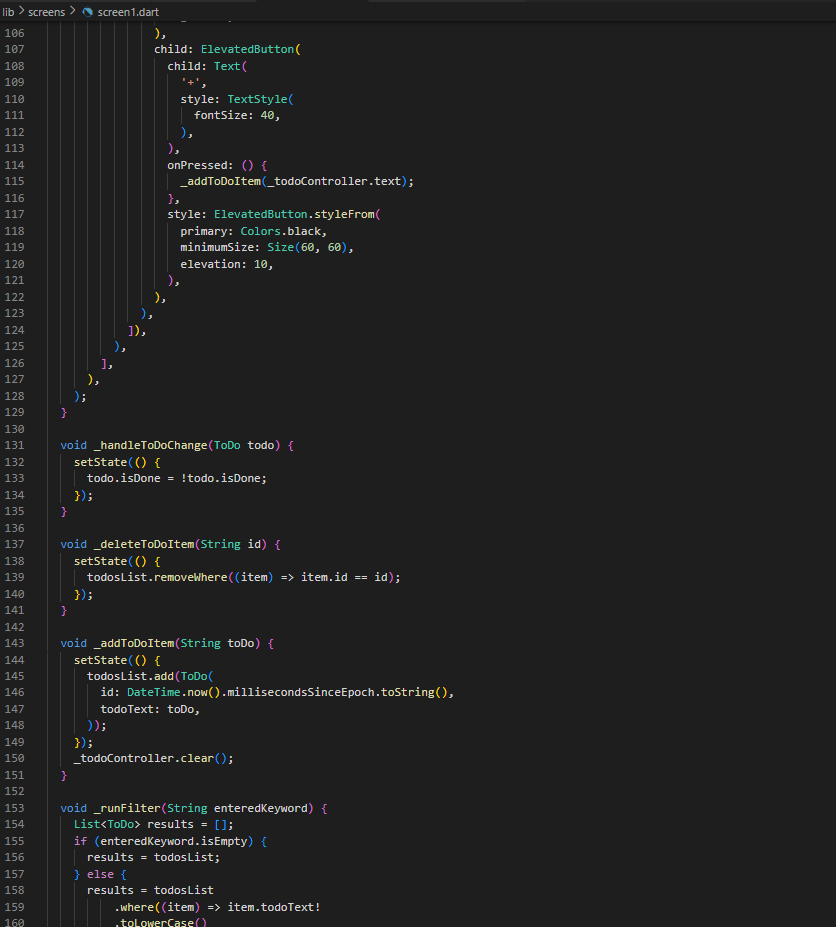 lib > screens > screen1.dart
106 ),
107 child: ElevatedButton(
108 child: Text(
109 '+',
110 style: TextStyle(
111 fontSize: 40,
112 ),
113 ),
114 onPressed: () {
115 _addToDoItem(_todoController.text);
116 },
117 style: ElevatedButton.styleFrom(
118 primary: Colors.black,
119 minimumSize: Size(60, 60),
120 elevation: 10,
121 ),
122 ),
123 ),
124 ]),
125 ),
126 ],
127 ),
128 );
129 }
130
131 void _handleToDoChange(ToDo todo) {
132 setState(() {
133 todo.isDone = !todo.isDone;
134 });
135 }
136
137 void _deleteToDoItem(String id) {
138 setState(() {
139 todosList.removeWhere((item) => item.id == id);
140 });
141 }
142
143 void _addToDoItem(String toDo) {
144 setState(() {
145 todosList.add(ToDo(
146 id: DateTime.now().millisecondsSinceEpoch.toString(),
147 todoText: toDo,
148 ));
149 });
150 _todoController.clear();
151 }
152
153 void _runFilter(String enteredKeyword) {
154 List<ToDo> results = [];
155 if (enteredKeyword.isEmpty) {
156 results = todosList;
157 } else {
158 results = todosList
159 .where((item) => item.todoText!
160 .toLowerCase()